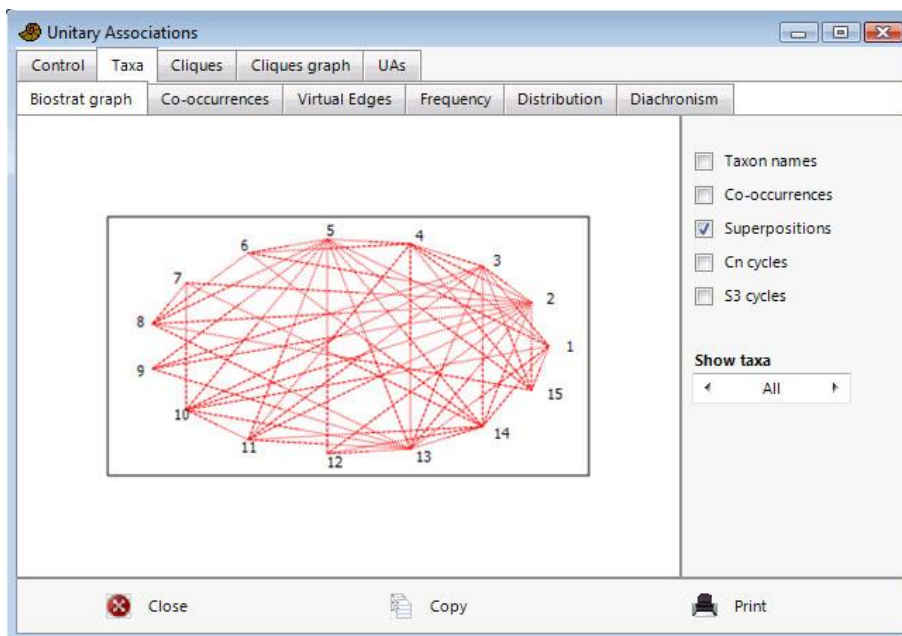 Unitary Associations
Control Taxa Cliques Cliques graph UAs
Biostrat graph Co-occurrences Virtual Edges Frequency Distribution Diachronism
Taxon names
Co-occurrences
Superpositions
Cn cycles
S3 cycles
Show taxa
All
5
4
6
3
7
2
8
1
9
15
10
14
11
13
12
Close Copy Print